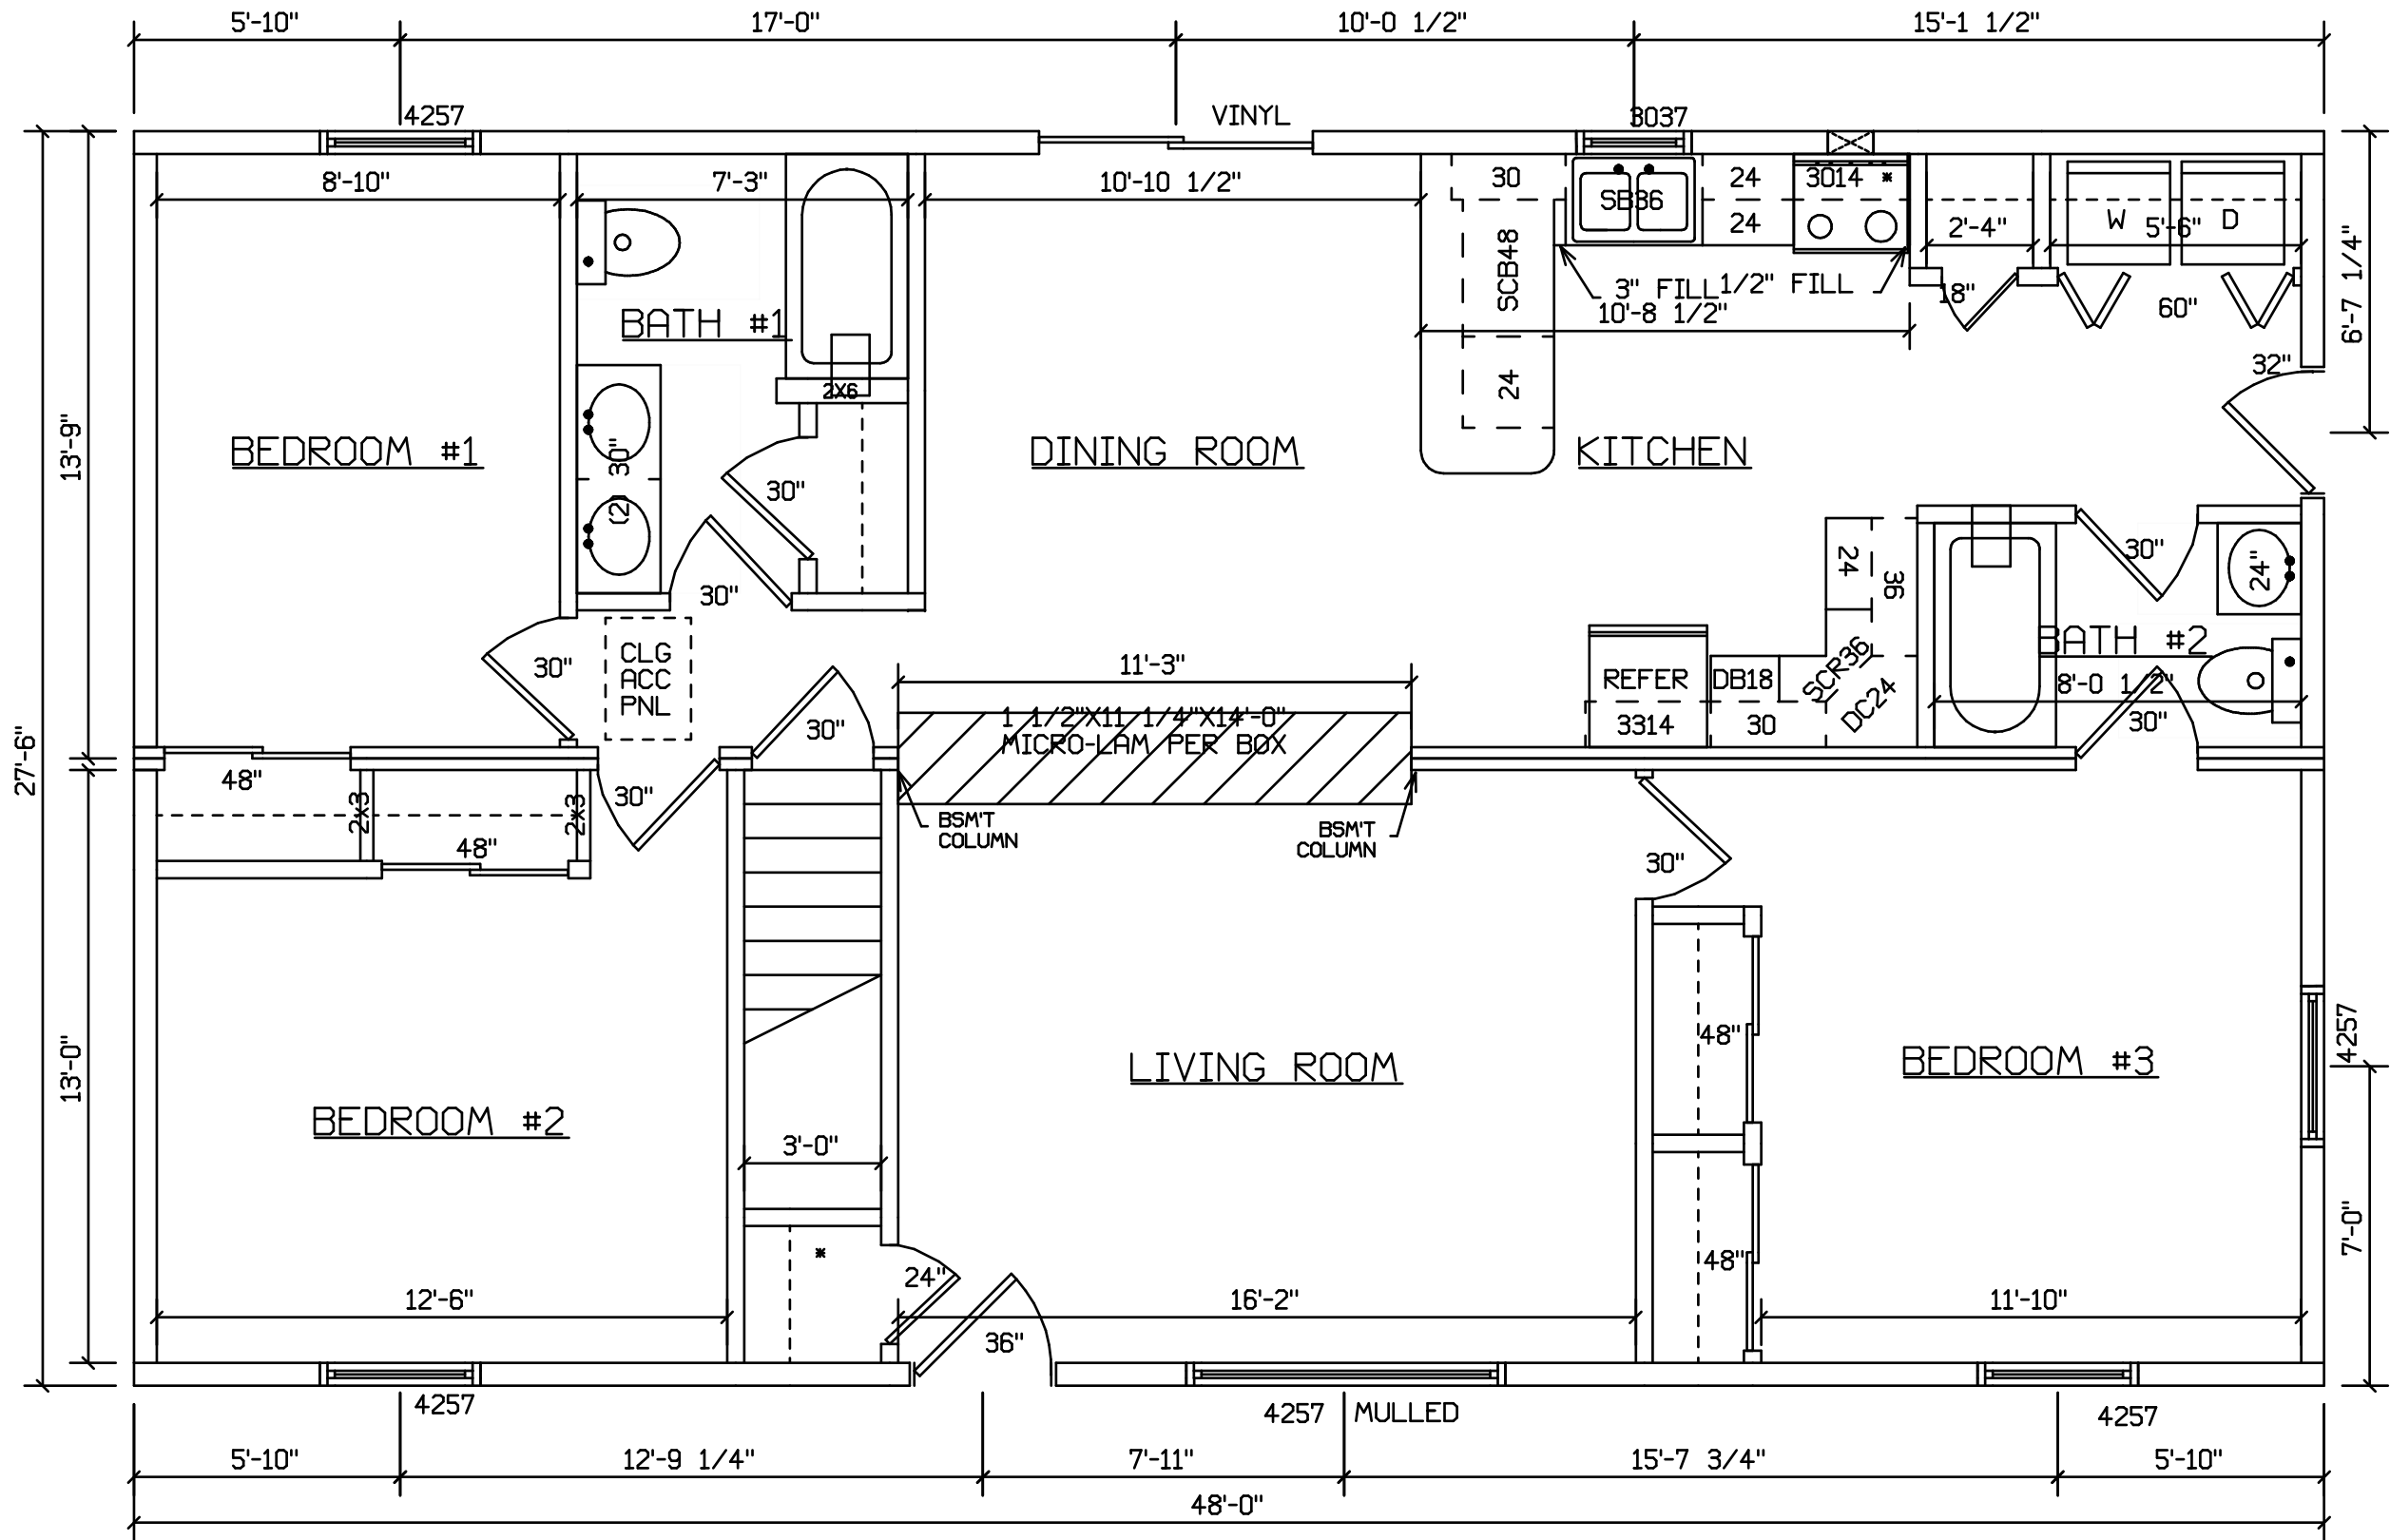 5'-10"
17'-0"
10'-0 1/2"
15'-1 1/2"
4257
VINYL
3037
8'-10"
7'-3"
10'-10 1/2"
30
SB36
24
24
3014
*
2'-4"
W
5'-6"
D
SCB48
3" FILL
1/2" FILL
10'-8 1/2"
18"
60"
6'-7 1/4"
BATH #1
32"
2X6
24
13'-9"
BEDROOM #1
(2) 30"
30"
DINING ROOM
KITCHEN
30"
24
36
30"
24"
27'-6"
30"
CLG
ACC
PNL
11'-3"
REFER
DB18
SCR36
DC24
BATH #2
8'-0 1/2"
30"
1 1/2"X11 1/4"X14'-0"
MICRO-LAM PER BOX
3314
30
30"
48"
2X3
2X3
30"
48"
BSM'T
COLUMN
BSM'T
COLUMN
30"
13'-0"
BEDROOM #2
3'-0"
LIVING ROOM
48"
BEDROOM #3
4257
7'-0"
*
24"
48"
12'-6"
16'-2"
11'-10"
36"
4257
4257 MULLED
4257
5'-10"
12'-9 1/4"
7'-11"
15'-7 3/4"
5'-10"
48'-0"